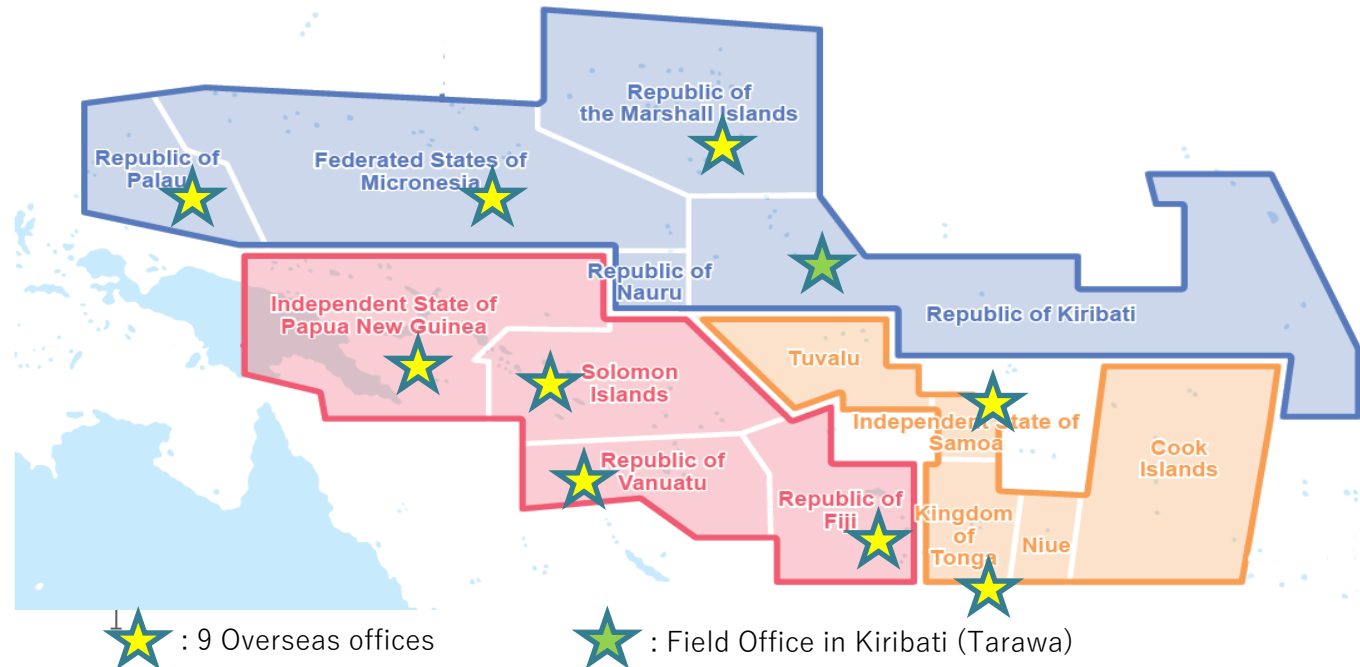 Republic of
the Marshall Islands
Republic of
Palau
Federated States of
Micronesia
Republic of
Nauru
Independent State of
Papua New Guinea
Republic of Kiribati
Tuvalu
Solomon
Islands
Independent State of
Samoa
Cook
Islands
Republic of
Vanuatu
Republic of
Fiji
Kingdom
of
Tonga
Niue
: 9 Overseas offices
: Field Office in Kiribati (Tarawa)